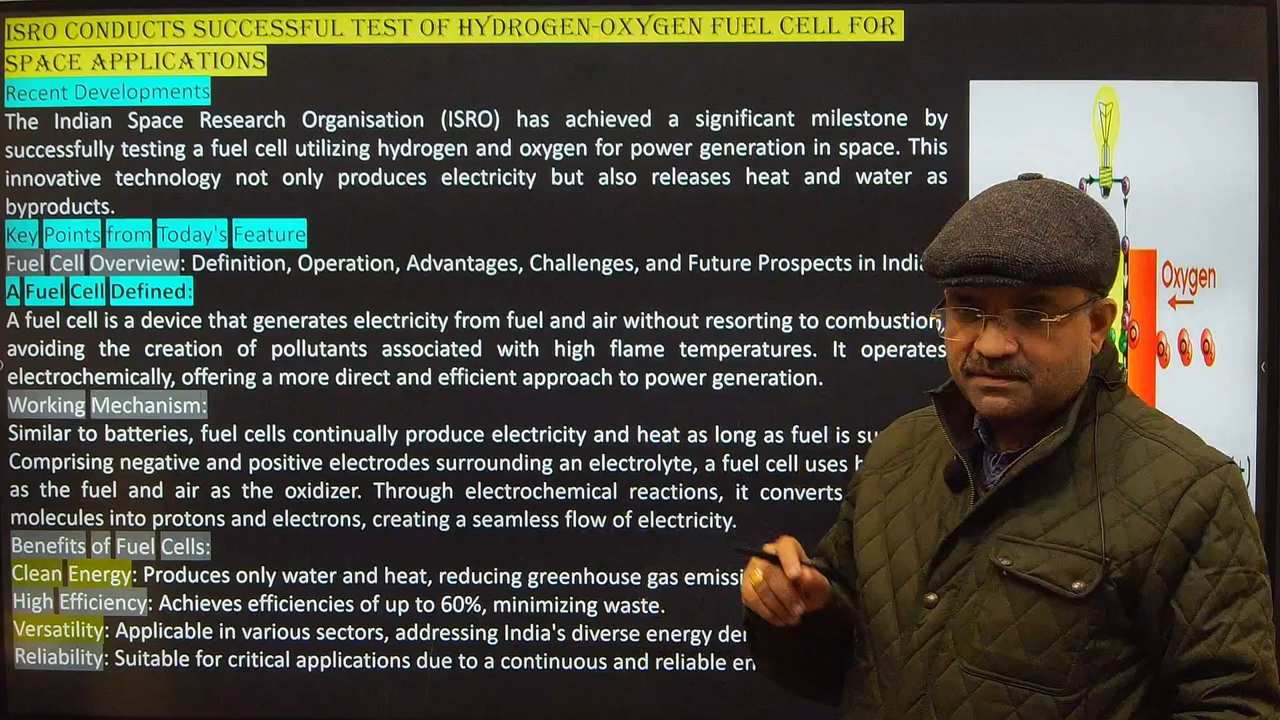 ISRO CONDUCTS SUCCESSFUL TEST OF HYDROGEN-OXYGEN FUEL CELL FOR
SPACE APPLICATIONS
Recent Developments
The Indian Space Research Organisation (ISRO) has achieved a significant milestone by
successfully testing a fuel cell utilizing hydrogen and oxygen for power generation in space. This
innovative technology not only produces electricity but also releases heat and water as
byproducts.
Key Points from Today's Feature
Fuel Cell Overview: Definition, Operation, Advantages, Challenges, and Future Prospects in
A Fuel Cell Defined:
A fuel cell is a device that generates electricity from fuel and air without resorting to combustion,
avoiding the creation of pollutants associated with high flame temperatures. It operates
electrochemically, offering a more direct and efficient approach to power generation.
Working Mechanism:
Similar to batteries, fuel cells continually produce electricity and heat as long as fuel is
Comprising negative and positive electrodes surrounding an electrolyte, a fuel cell uses
as the fuel and air as the oxidizer. Through electrochemical reactions, it converts
molecules into protons and electrons, creating a seamless flow of electricity.
Benefits of Fuel Cells:
Clean Energy: Produces only water and heat, reducing greenhouse gas
High Efficiency: Achieves efficiencies of up to 60%, minimizing waste.
Versatility: Applicable in various sectors, addressing India's diverse energy
Reliability: Suitable for critical applications due to a continuous and reliable
Oxygen